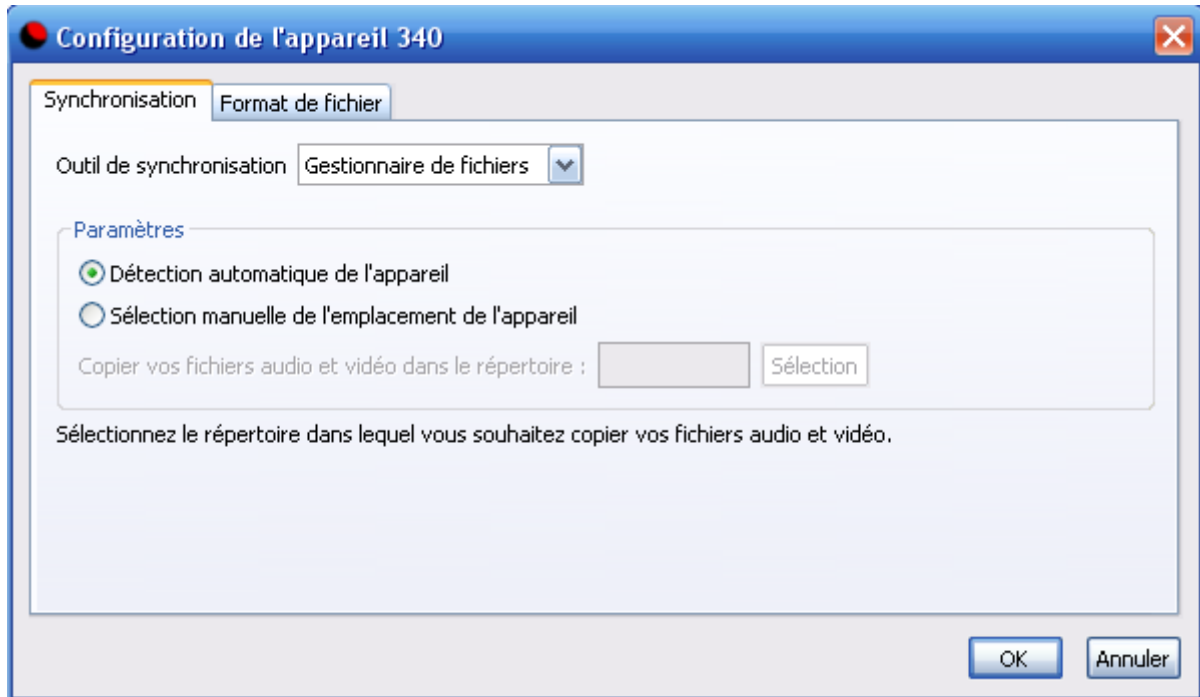 Configuration de l'appareil 340
Synchronisation Format de fichier
Outil de synchronisation Gestionnaire de fichiers
Paramètres
Détection automatique de l'appareil
Sélection manuelle de l'emplacement de l'appareil
Copier vos fichiers audio et vidéo dans le répertoire : Sélection
Sélectionnez le répertoire dans lequel vous souhaitez copier vos fichiers audio et vidéo.
OK Annuler